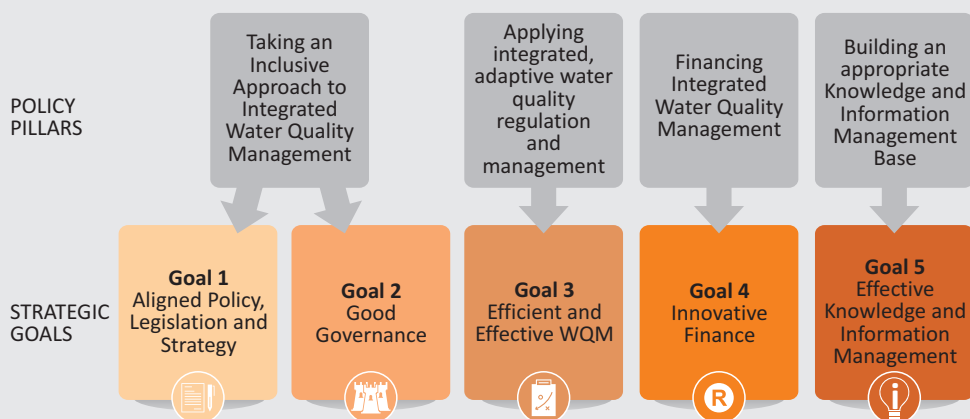 POLICY
PILLARS
Taking an
Inclusive
Approach to
Integrated
Water Quality
Management
Applying
integrated,
adaptive water
quality
regulation
and
management
Financing
Integrated
Water Quality
Management
Building an
appropriate
Knowledge and
Information
Management
Base
STRATEGIC
GOALS
Goal 1
Aligned Policy,
Legislation and
Strategy
Goal 2
Good
Governance
Goal 3
Efficient and
Effective WQM
Goal 4
Innovative
Finance
R
Goal 5
Effective
Knowledge and
Information
Management